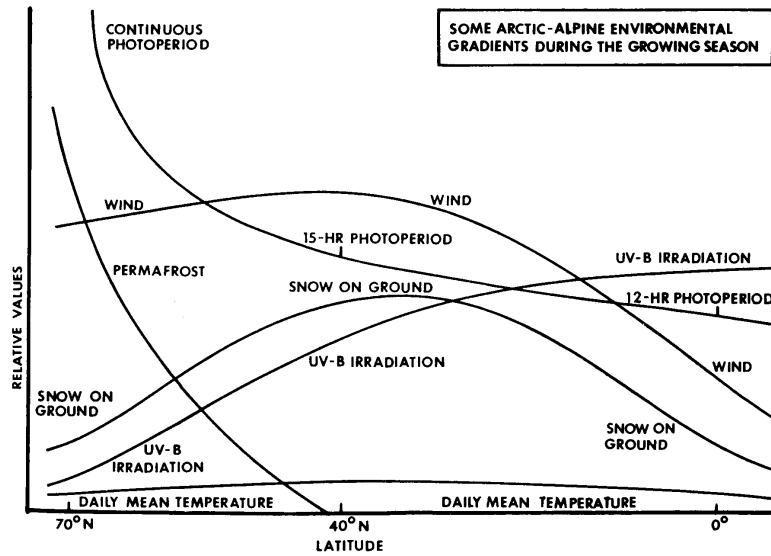 CONTINUOUS
PHOTOPERIOD
SOME ARCTIC-ALPINE ENVIRONMENTAL
GRADIENTS DURING THE GROWING SEASON
WIND
WIND
15-HR PHOTOPERIOD
UV-B IRRADIATION
PERMAFROST
SNOW ON GROUND
12-HR PHOTOPERIOD
UV-B IRRADIATION
WIND
SNOW ON
GROUND
SNOW ON
GROUND
UV-B
IRRADIATION
DAILY MEAN TEMPERATURE
DAILY MEAN TEMPERATURE
RELATIVE VALUES
70°N
40°N
0°
LATITUDE